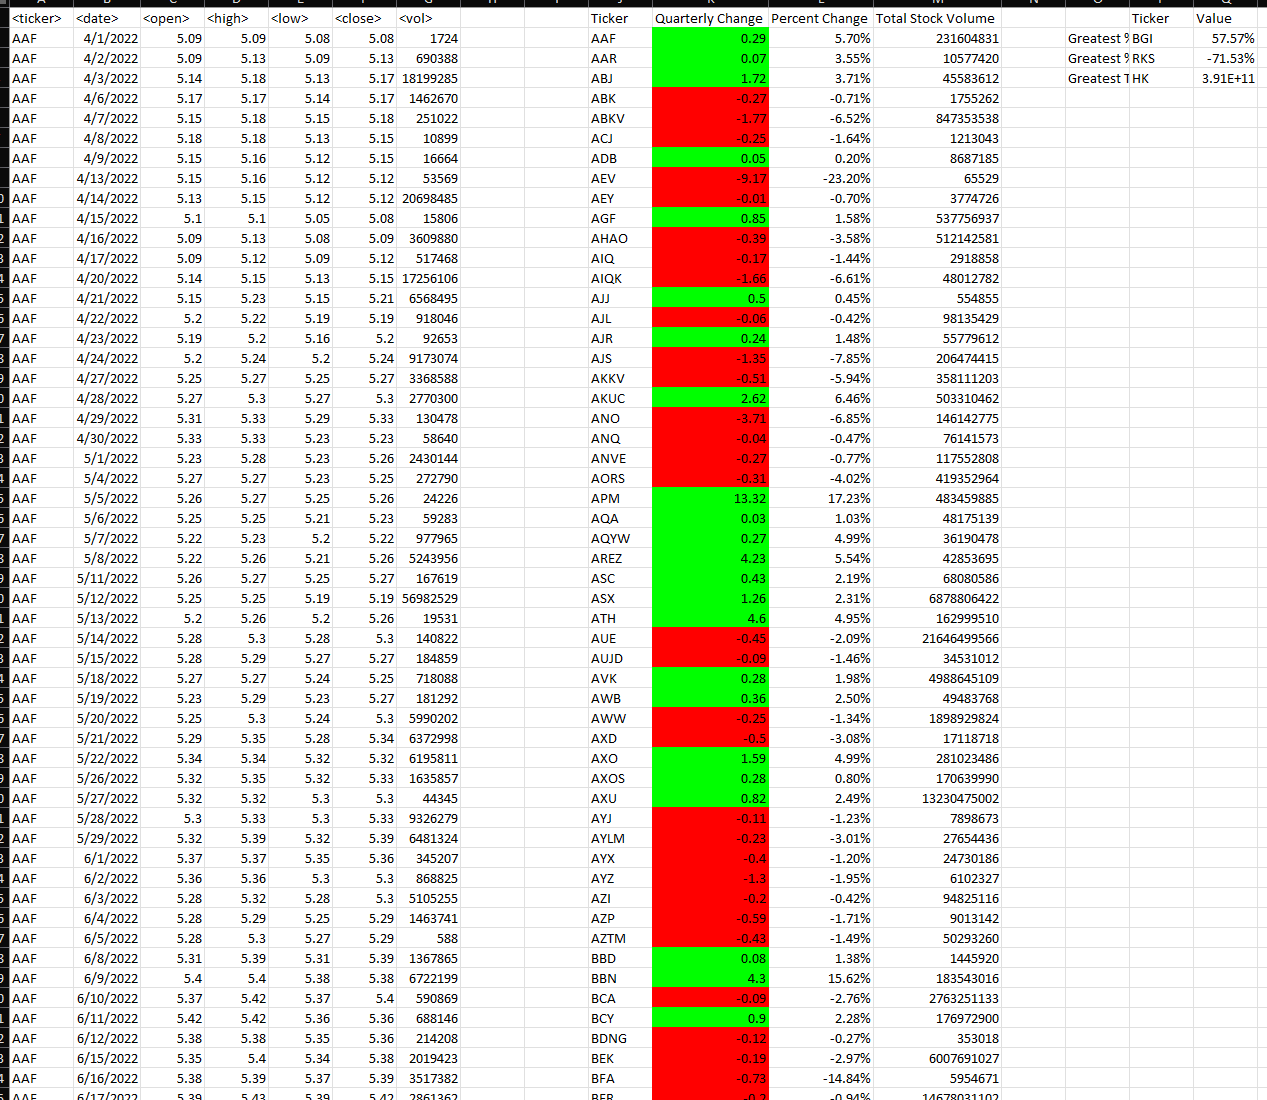 <ticker> <date> <open> <high> <low> <close> <vol> Ticker Quarterly Change Percent Change Total Stock Volume Ticker Value
AAF 4/1/2022 5.09 5.09 5.08 5.08 1724 AAF 0.29 5.70% 231604831 Greatest % BGI 57.57%
AAF 4/2/2022 5.09 5.13 5.09 5.13 690388 AAR 0.07 3.55% 10577420 Greatest % RKS -71.53%
AAF 4/3/2022 5.14 5.18 5.13 5.17 18199285 ABJ 1.72 3.71% 45583612 Greatest T HK 3.91E+11
AAF 4/6/2022 5.17 5.17 5.14 5.17 1462670 ABK -0.27 -0.71% 1755262
AAF 4/7/2022 5.15 5.18 5.15 5.18 251022 ABKV -1.77 -6.52% 847353538
AAF 4/8/2022 5.18 5.18 5.13 5.15 10899 ACJ -0.25 -1.64% 1213043
AAF 4/9/2022 5.15 5.16 5.12 5.15 16664 ADB 0.05 0.20% 8687185
AAF 4/13/2022 5.15 5.16 5.12 5.12 53569 AEV -9.17 -23.20% 65529
AAF 4/14/2022 5.13 5.15 5.12 5.12 20698485 AEY -0.01 -0.70% 3774726
AAF 4/15/2022 5.1 5.1 5.05 5.08 15806 AGF 0.85 1.58% 537756937
AAF 4/16/2022 5.09 5.13 5.08 5.09 3609880 AHAO -0.39 -3.58% 512142581
AAF 4/17/2022 5.09 5.12 5.09 5.12 517468 AIQ -0.17 -1.44% 2918858
AAF 4/20/2022 5.14 5.15 5.13 5.15 17256106 AIQK -1.66 -6.61% 48012782
AAF 4/21/2022 5.15 5.23 5.15 5.21 6568495 AJJ 0.5 0.45% 554855
AAF 4/22/2022 5.2 5.22 5.19 5.19 918046 AJL -0.06 -0.42% 98135429
AAF 4/23/2022 5.19 5.2 5.16 5.2 92653 AJR 0.24 1.48% 55779612
AAF 4/24/2022 5.2 5.24 5.2 5.24 9173074 AJS -1.35 -7.85% 206474415
AAF 4/27/2022 5.25 5.27 5.25 5.27 3368588 AKKV -0.51 -5.94% 358111203
AAF 4/28/2022 5.27 5.3 5.27 5.3 2770300 AKUC 2.62 6.46% 503310462
AAF 4/29/2022 5.31 5.33 5.29 5.33 130478 ANO -3.71 -6.85% 146142775
AAF 4/30/2022 5.33 5.33 5.23 5.23 58640 ANQ -0.04 -0.47% 76141573
AAF 5/1/2022 5.23 5.28 5.23 5.26 2430144 ANVE -0.27 -0.77% 117552808
AAF 5/4/2022 5.27 5.27 5.23 5.25 272790 AORS -0.31 -4.02% 419352964
AAF 5/5/2022 5.26 5.27 5.25 5.26 24226 APM 13.32 17.23% 483459885
AAF 5/6/2022 5.25 5.25 5.21 5.23 59283 AQA 0.03 1.03% 48175139
AAF 5/7/2022 5.22 5.23 5.2 5.22 977965 AQYW 0.27 4.99% 36190478
AAF 5/8/2022 5.22 5.26 5.21 5.26 5243956 AREZ 4.23 5.54% 42853695
AAF 5/11/2022 5.26 5.27 5.25 5.27 167619 ASC 0.43 2.19% 68080586
AAF 5/12/2022 5.25 5.25 5.19 5.19 56982529 ASX 1.26 2.31% 6878806422
AAF 5/13/2022 5.2 5.26 5.2 5.26 19531 ATH 4.6 4.95% 162999510
AAF 5/14/2022 5.28 5.3 5.28 5.3 140822 AUE -0.45 -2.09% 21646499566
AAF 5/15/2022 5.28 5.29 5.27 5.27 184859 AUJD -0.09 -1.46% 34531012
AAF 5/18/2022 5.27 5.27 5.24 5.25 718088 AVK 0.28 1.98% 4988645109
AAF 5/19/2022 5.23 5.29 5.23 5.27 181292 AWB 0.36 2.50% 49483768
AAF 5/20/2022 5.25 5.3 5.24 5.3 5990202 AWW -0.25 -1.34% 1898929824
AAF 5/21/2022 5.29 5.35 5.28 5.34 6372998 AXD -0.5 -3.08% 17118718
AAF 5/22/2022 5.34 5.34 5.32 5.32 6195811 AXO 1.59 4.99% 281023486
AAF 5/26/2022 5.32 5.35 5.32 5.33 1635857 AXOS 0.28 0.80% 170639990
AAF 5/27/2022 5.32 5.32 5.3 5.3 44345 AXU 0.82 2.49% 13230475002
AAF 5/28/2022 5.3 5.33 5.3 5.33 9326279 AYJ -0.11 -1.23% 7898673
AAF 5/29/2022 5.32 5.39 5.32 5.39 6481324 AYLM -0.23 -3.01% 27654436
AAF 6/1/2022 5.37 5.37 5.35 5.36 345207 AYX -0.4 -1.20% 24730186
AAF 6/2/2022 5.36 5.36 5.3 5.3 868825 AYZ -1.3 -1.95% 6102327
AAF 6/3/2022 5.28 5.32 5.28 5.3 5105255 AZI -0.2 -0.42% 94825116
AAF 6/4/2022 5.28 5.29 5.25 5.29 1463741 AZP -0.59 -1.71% 9013142
AAF 6/5/2022 5.28 5.3 5.27 5.29 588 AZTM -0.43 -1.49% 50293260
AAF 6/8/2022 5.31 5.39 5.31 5.39 1367865 BBD 0.08 1.38% 1445920
AAF 6/9/2022 5.4 5.4 5.38 5.38 6722199 BBN 4.3 15.62% 183543016
AAF 6/10/2022 5.37 5.42 5.37 5.4 590869 BCA -0.09 -2.76% 2763251133
AAF 6/11/2022 5.42 5.42 5.36 5.36 688146 BCY 0.9 2.28% 176972900
AAF 6/12/2022 5.38 5.38 5.35 5.36 214208 BDNG -0.12 -0.27% 353018
AAF 6/15/2022 5.35 5.4 5.34 5.38 2019423 BEK -0.19 -2.97% 6007691027
AAF 6/16/2022 5.38 5.39 5.37 5.39 3517382 BFA -0.73 -14.84% 5954671
AAF 6/17/2022 5.39 5.43 5.39 5.42 2861362 -0.2 -0.94% 14678031102